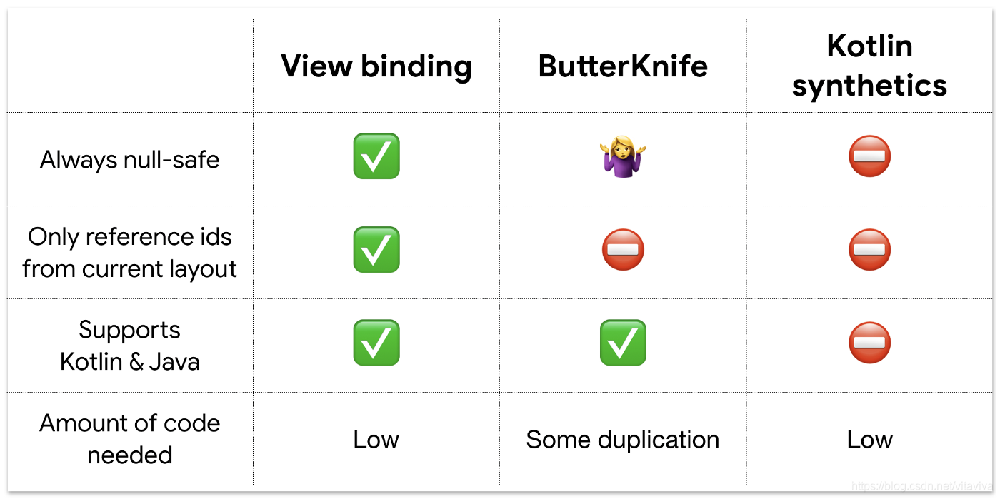 View binding
ButterKnife
Kotlin
synthetics
Always null-safe
Only reference ids
from current layout
Supports
Kotlin & Java
Amount of code
needed
Low
Some duplication
Low
https://blog.csdn.net/vitaviva